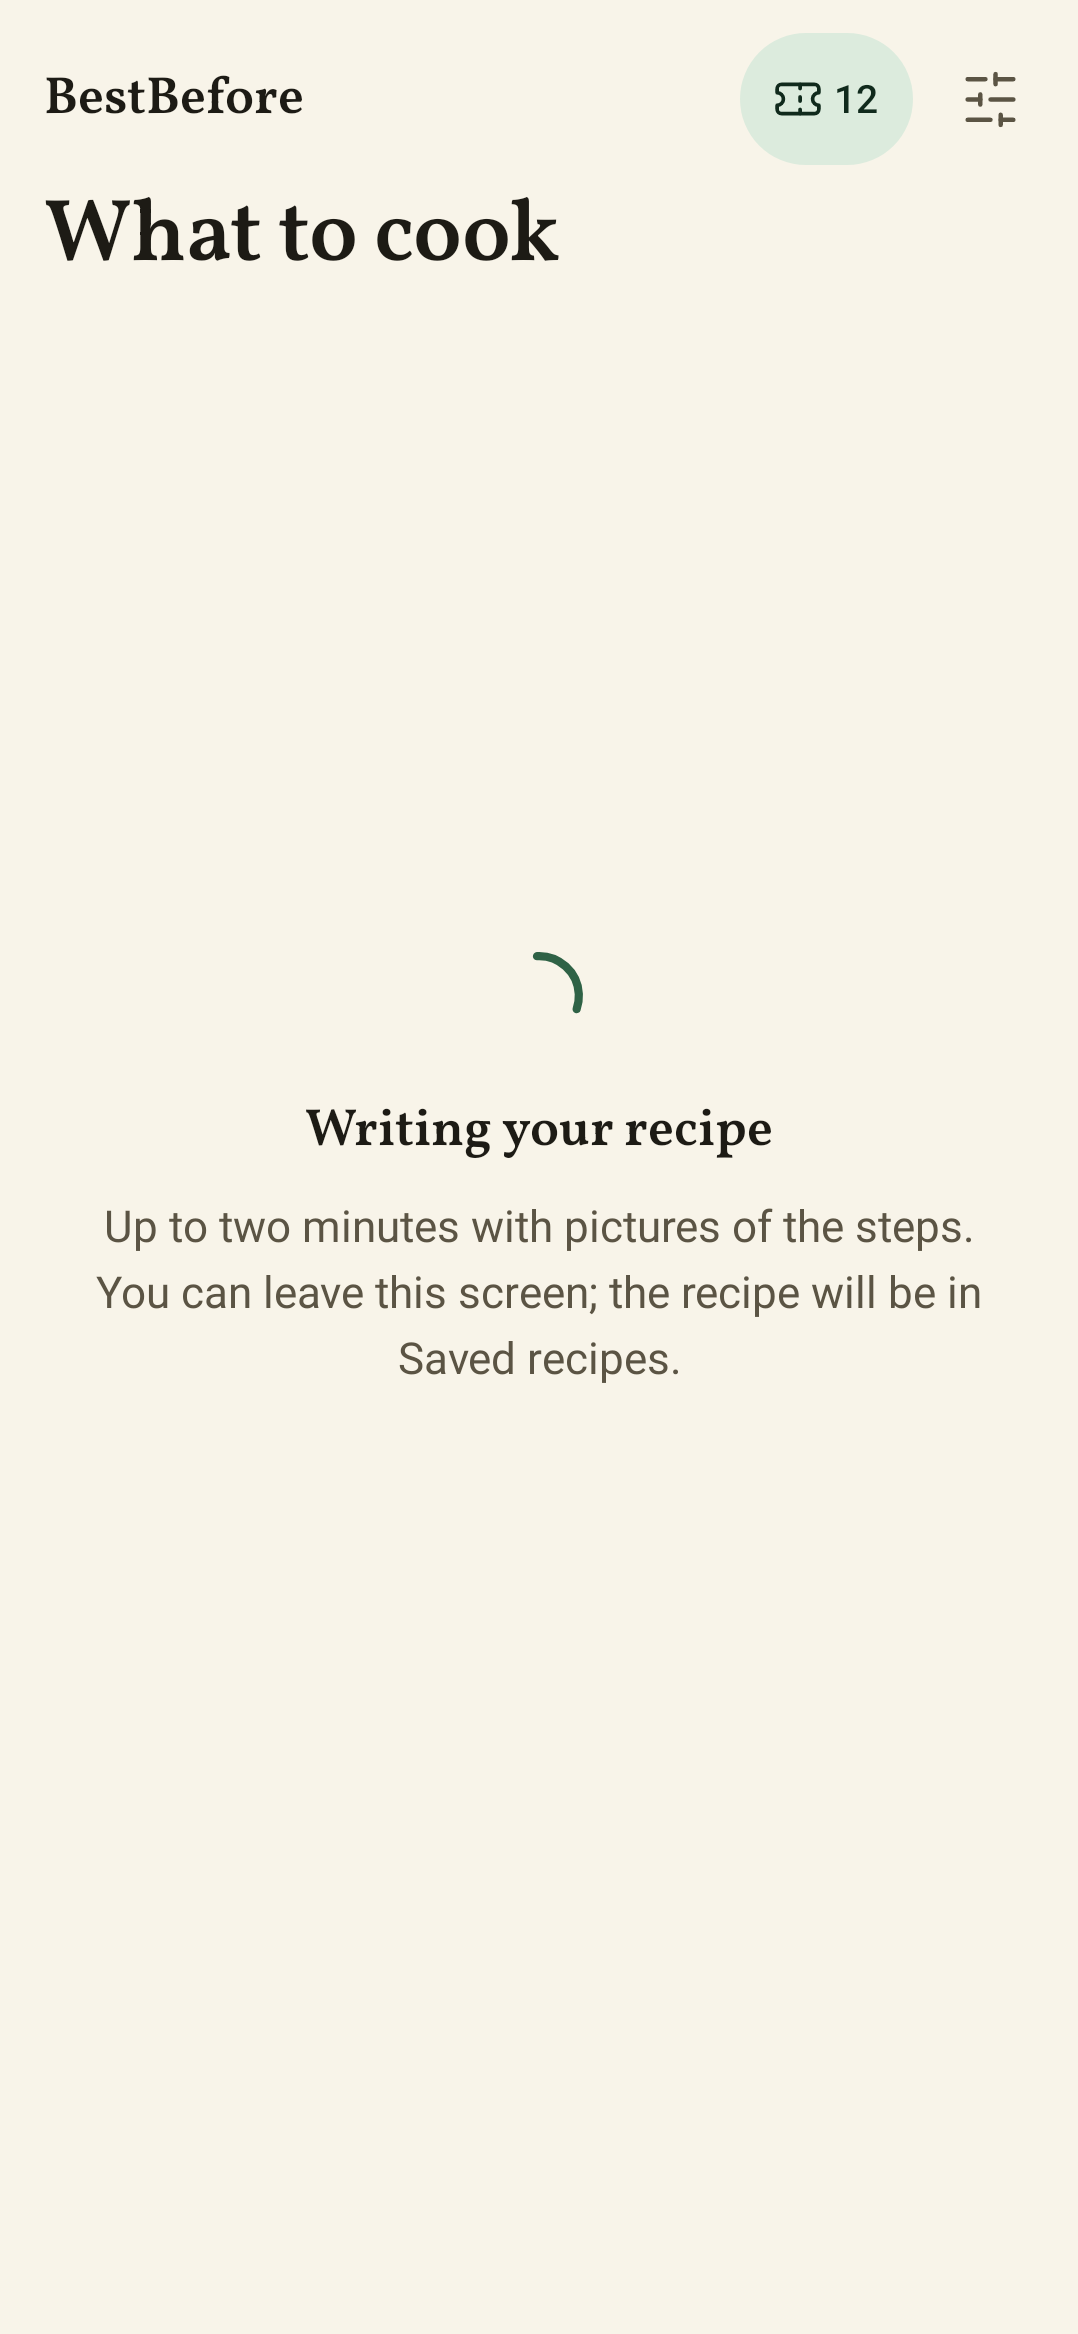 BestBefore
12
What to cook
Writing your recipe
Up to two minutes with pictures of the steps.
You can leave this screen; the recipe will be in
Saved recipes.